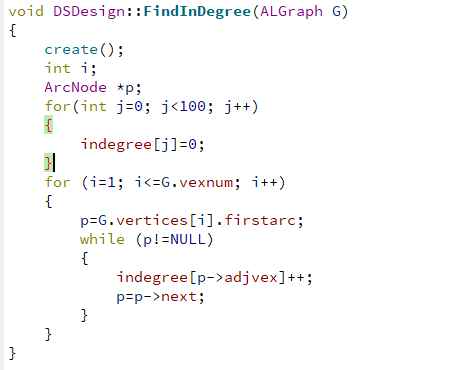 void DSDesign::FindInDegree(ALGraph G)
{
    create();
    int i;
    ArcNode *p;
    for(int j=0; j<100; j++)
    {
        indegree[j]=0;
    }
    for (i=1; i<=G.vexnum; i++)
    {
        p=G.vertices[i].firstarc;
        while (p!=NULL)
        {
            indegree[p->adjvex]++;
            p=p->next;
        }
    }
}